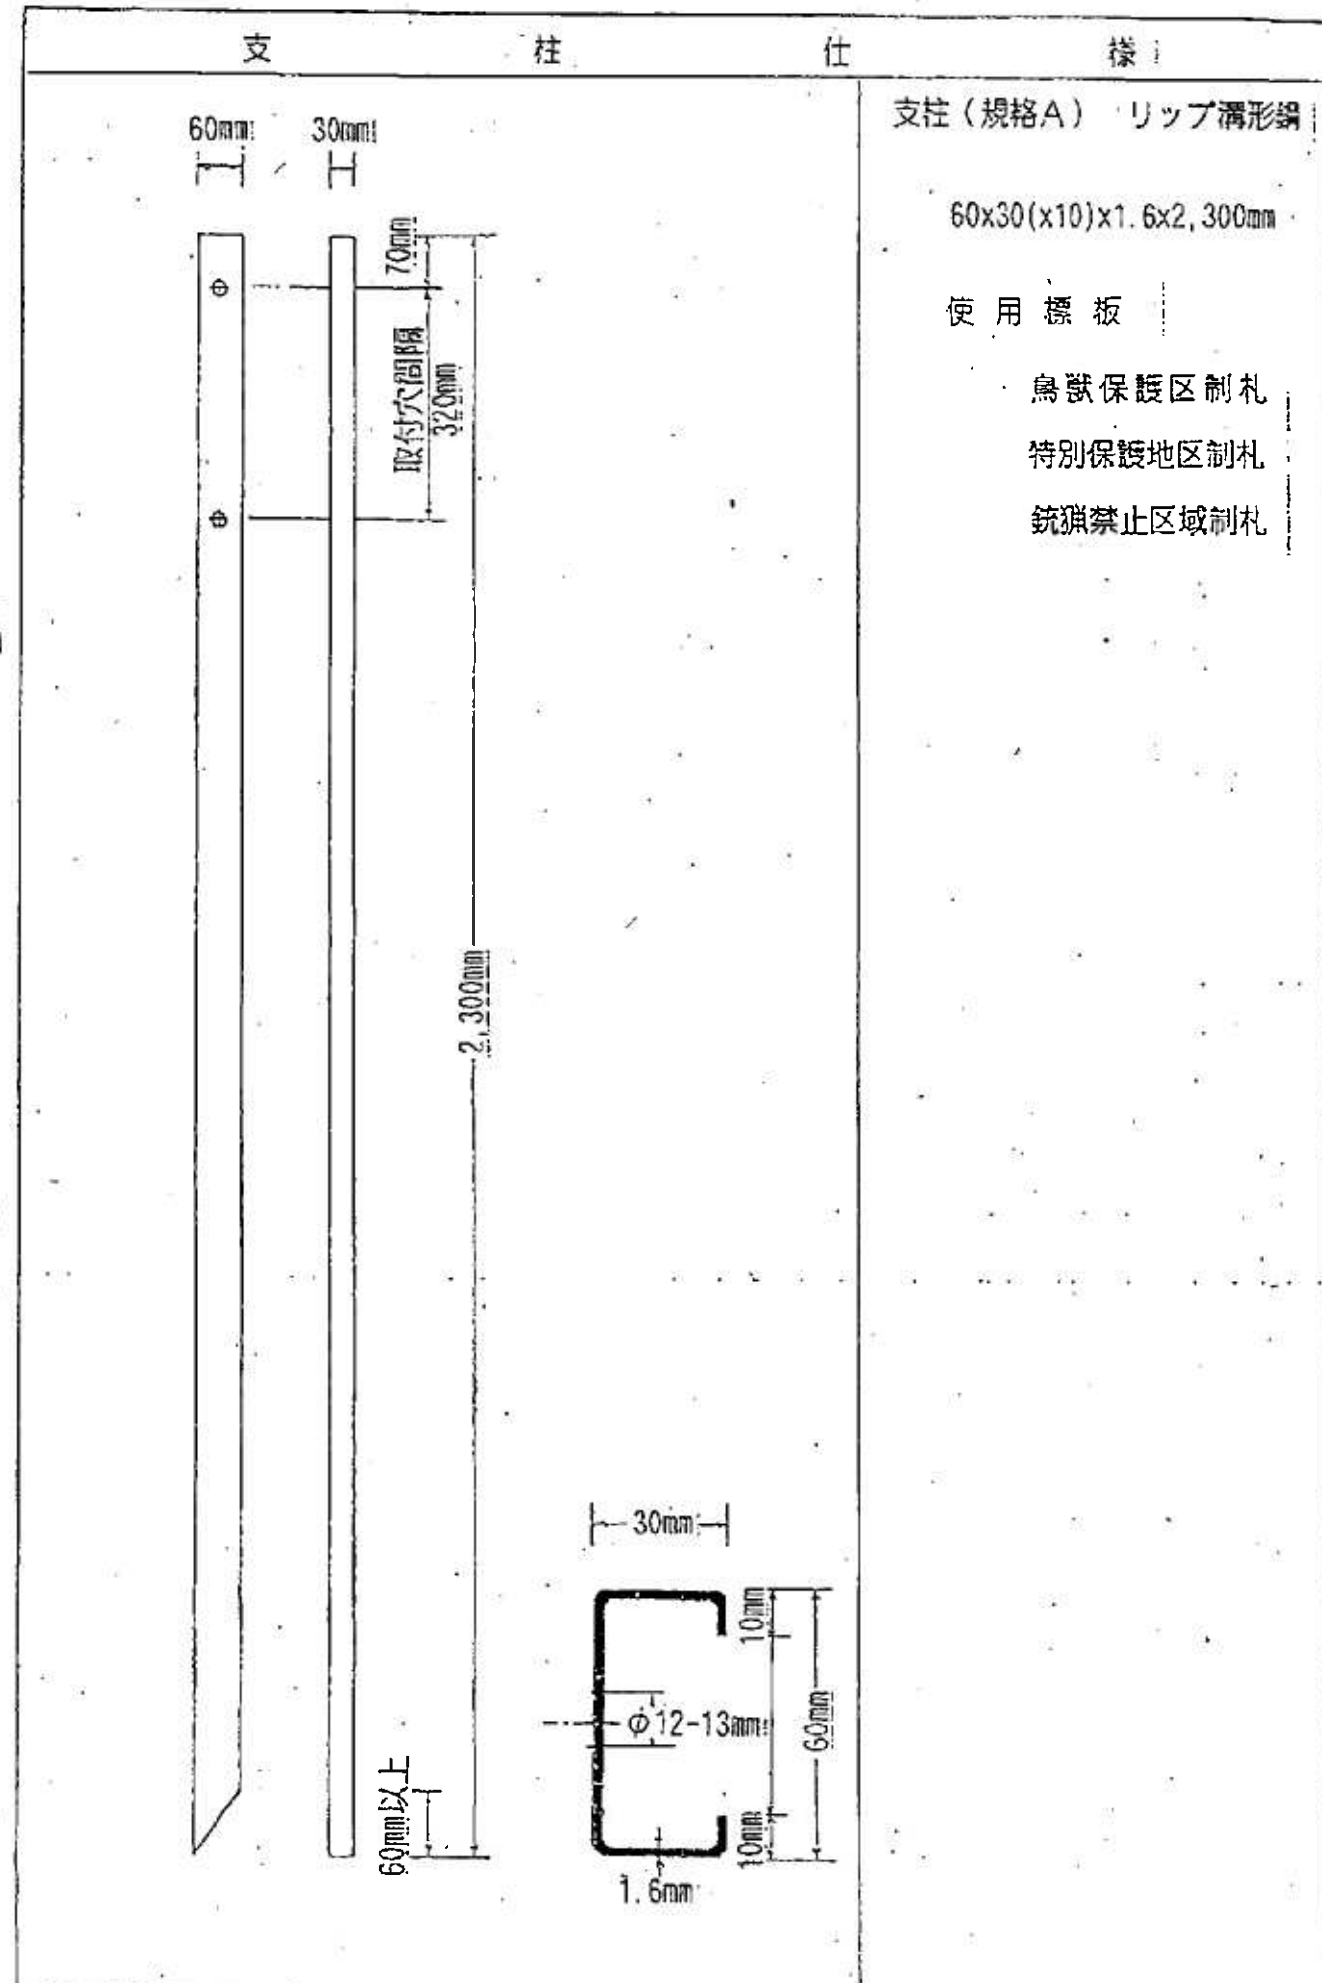 支柱仕様
支柱（規格A） リップ溝形鋼
60x30(x10)x1.6x2,300mm
使用標板
鳥獣保護区制札
特別保護地区制札
銃猟禁止区域制札
60mm 30mm
70mm
取付穴間隔
320mm
2,300mm
60mm以上
30mm
10mm
φ12-13mm
60mm
10mm
1.6mm